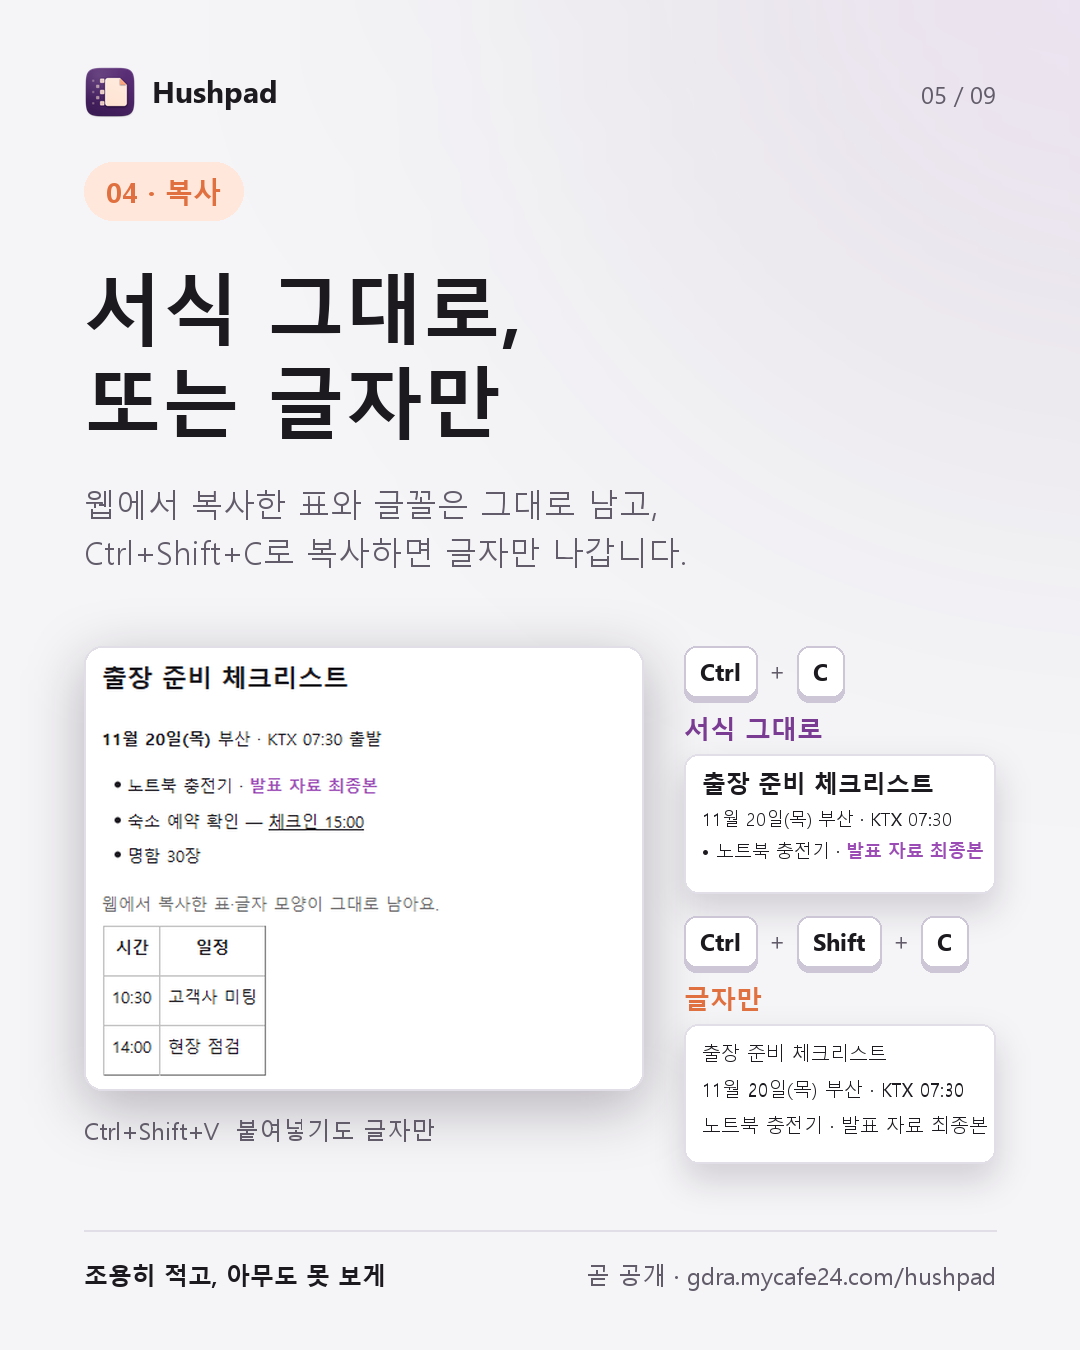 Hushpad
05 / 09
04 · 복사
서식 그대로,
또는 글자만
웹에서 복사한 표와 글꼴은 그대로 남고,
Ctrl+Shift+C로 복사하면 글자만 나갑니다.
출장 준비 체크리스트
11월 20일(목) 부산 · KTX 07:30 출발
• 노트북 충전기 · 발표 자료 최종본
• 숙소 예약 확인 — 체크인 15:00
• 명함 30장
웹에서 복사한 표·글자 모양이 그대로 남아요.
시간 일정
10:30 고객사 미팅
14:00 현장 점검
Ctrl+Shift+V 붙여넣기도 글자만
Ctrl + C
서식 그대로
출장 준비 체크리스트
11월 20일(목) 부산 · KTX 07:30
• 노트북 충전기 · 발표 자료 최종본
Ctrl + Shift + C
글자만
출장 준비 체크리스트
11월 20일(목) 부산 · KTX 07:30
노트북 충전기 · 발표 자료 최종본
조용히 적고, 아무도 못 보게
곧 공개 · gdra.mycafe24.com/hushpad